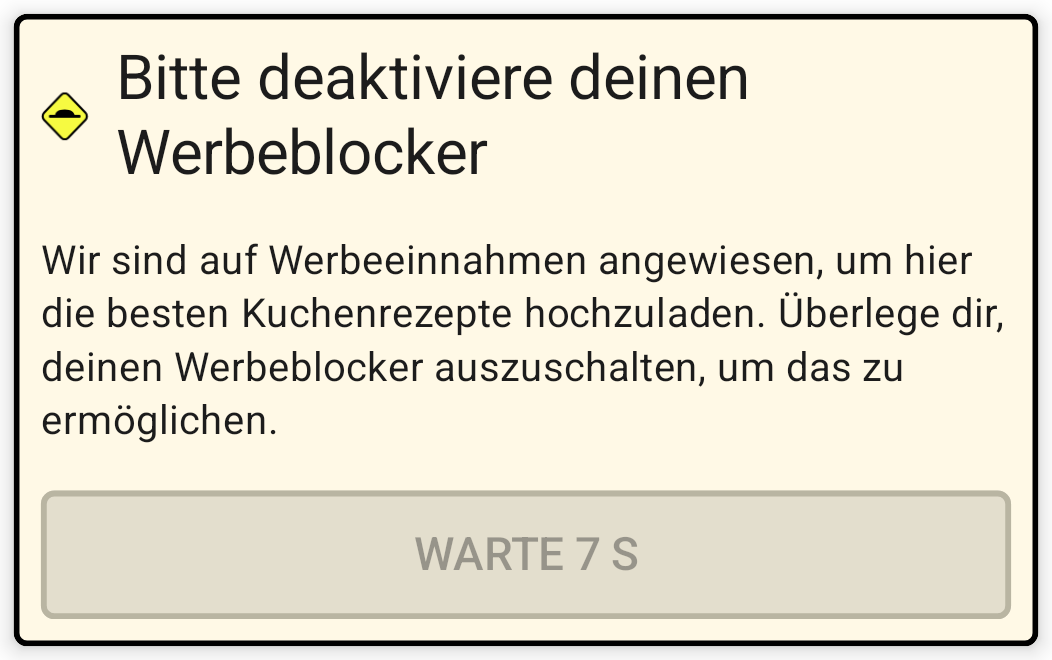 Bitte deaktiviere deinen
Werbeblocker
Wir sind auf Werbeeinnahmen angewiesen, um hier
die besten Kuchenrezepte hochzuladen. Überlege dir,
deinen Werbeblocker auszuschalten, um das zu
ermöglichen.
WARTE 7 S